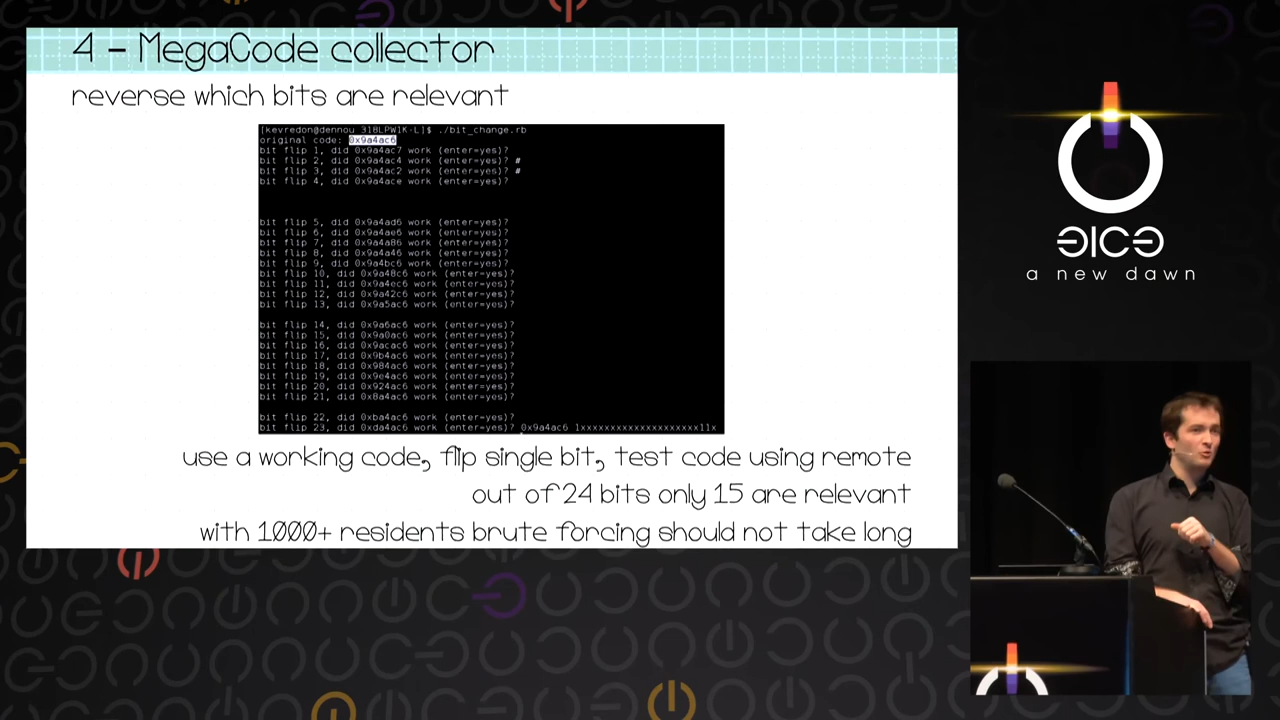 4 - MegaCode collector
reverse which bits are relevant
[kevredon@dennou 318LPW1K-L]$ ./bit_change.rb
original code: 0x9a4ac6
bit flip 1, did 0x9a4ac7 work (enter=yes)?
bit flip 2, did 0x9a4ac4 work (enter=yes)? #
bit flip 3, did 0x9a4ac2 work (enter=yes)? #
bit flip 4, did 0x9a4ace work (enter=yes)?
bit flip 5, did 0x9a4ad6 work (enter=yes)?
bit flip 6, did 0x9a4ae6 work (enter=yes)?
bit flip 7, did 0x9a4a86 work (enter=yes)?
bit flip 8, did 0x9a4a46 work (enter=yes)?
bit flip 9, did 0x9a4bc6 work (enter=yes)?
bit flip 10, did 0x9a48c6 work (enter=yes)?
bit flip 11, did 0x9a4ec6 work (enter=yes)?
bit flip 12, did 0x9a42c6 work (enter=yes)?
bit flip 13, did 0x9a5ac6 work (enter=yes)?
bit flip 14, did 0x9a6ac6 work (enter=yes)?
bit flip 15, did 0x9a0ac6 work (enter=yes)?
bit flip 16, did 0x9acac6 work (enter=yes)?
bit flip 17, did 0x9b4ac6 work (enter=yes)?
bit flip 18, did 0x984ac6 work (enter=yes)?
bit flip 19, did 0x9e4ac6 work (enter=yes)?
bit flip 20, did 0x924ac6 work (enter=yes)?
bit flip 21, did 0x8a4ac6 work (enter=yes)?
bit flip 22, did 0xba4ac6 work (enter=yes)?
bit flip 23, did 0xda4ac6 work (enter=yes)? 0x9a4ac6 1xxxxxxxxxxxxxxxxxxxx11x
use a working code, flip single bit, test code using remote
out of 24 bits only 15 are relevant
with 1000+ residents brute forcing should not take long
a new dawn